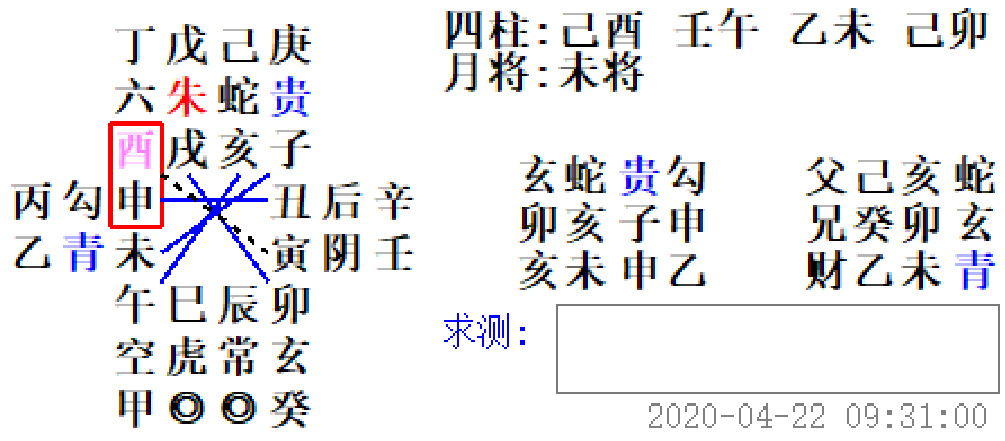 四柱:己酉 壬午 乙未 己卯
月将:未将
丁戊己庚
六朱蛇贵
酉戌亥子
丙勾申 丑后辛
乙青未 寅阴壬
午巳辰卯
空虎常玄
甲◎◎癸
玄蛇贵勾 父己亥蛇
卯亥子申 兄癸卯玄
亥未申乙 财乙未青
求测:
2020-04-22 09:31:00